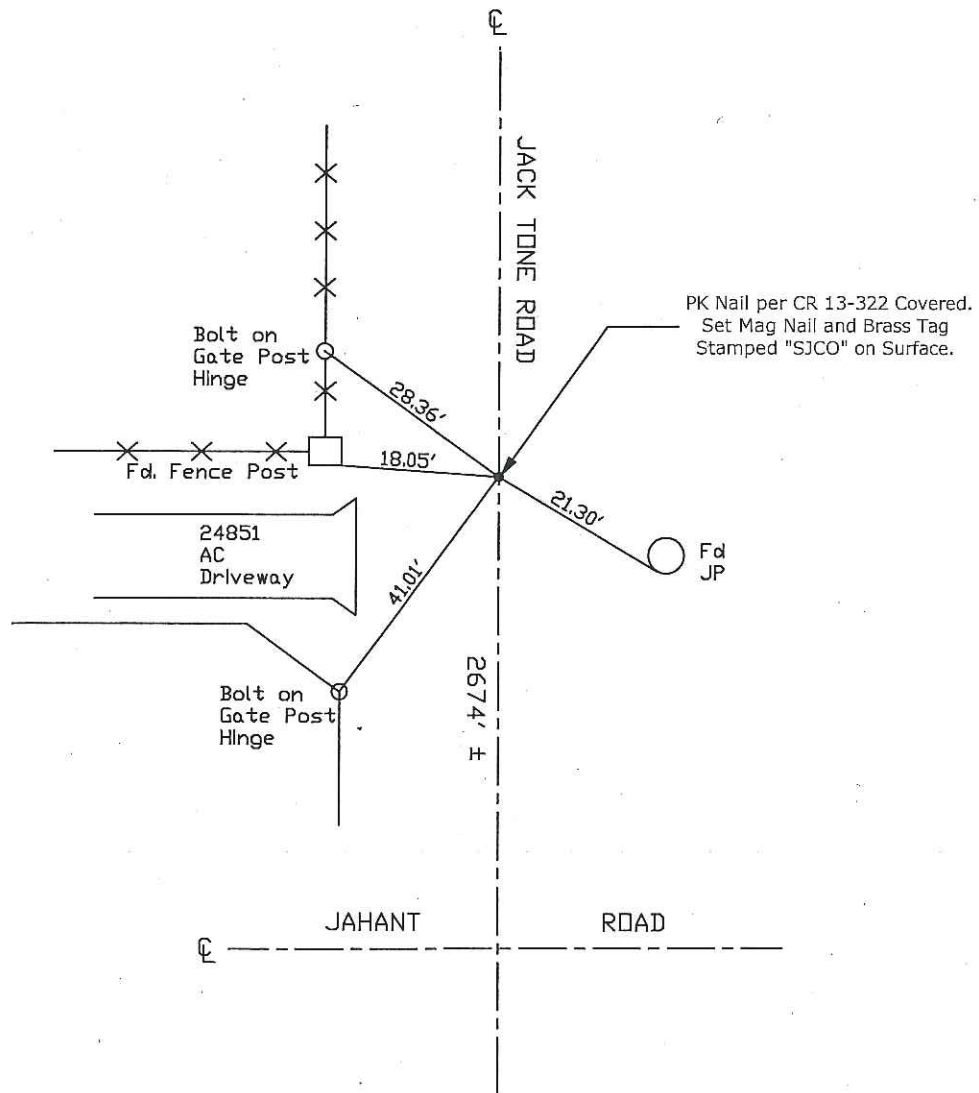 ℄
JACK TONE ROAD
PK Nail per CR 13-322 Covered.
Set Mag Nail and Brass Tag
Stamped "SJCO" on Surface.
Bolt on
Gate Post
Hinge
28.36'
18.05'
Fd. Fence Post
21.30'
Fd
JP
24851
AC
Driveway
41.01'
Bolt on
Gate Post
Hinge
2674' ±
JAHANT ROAD
℄